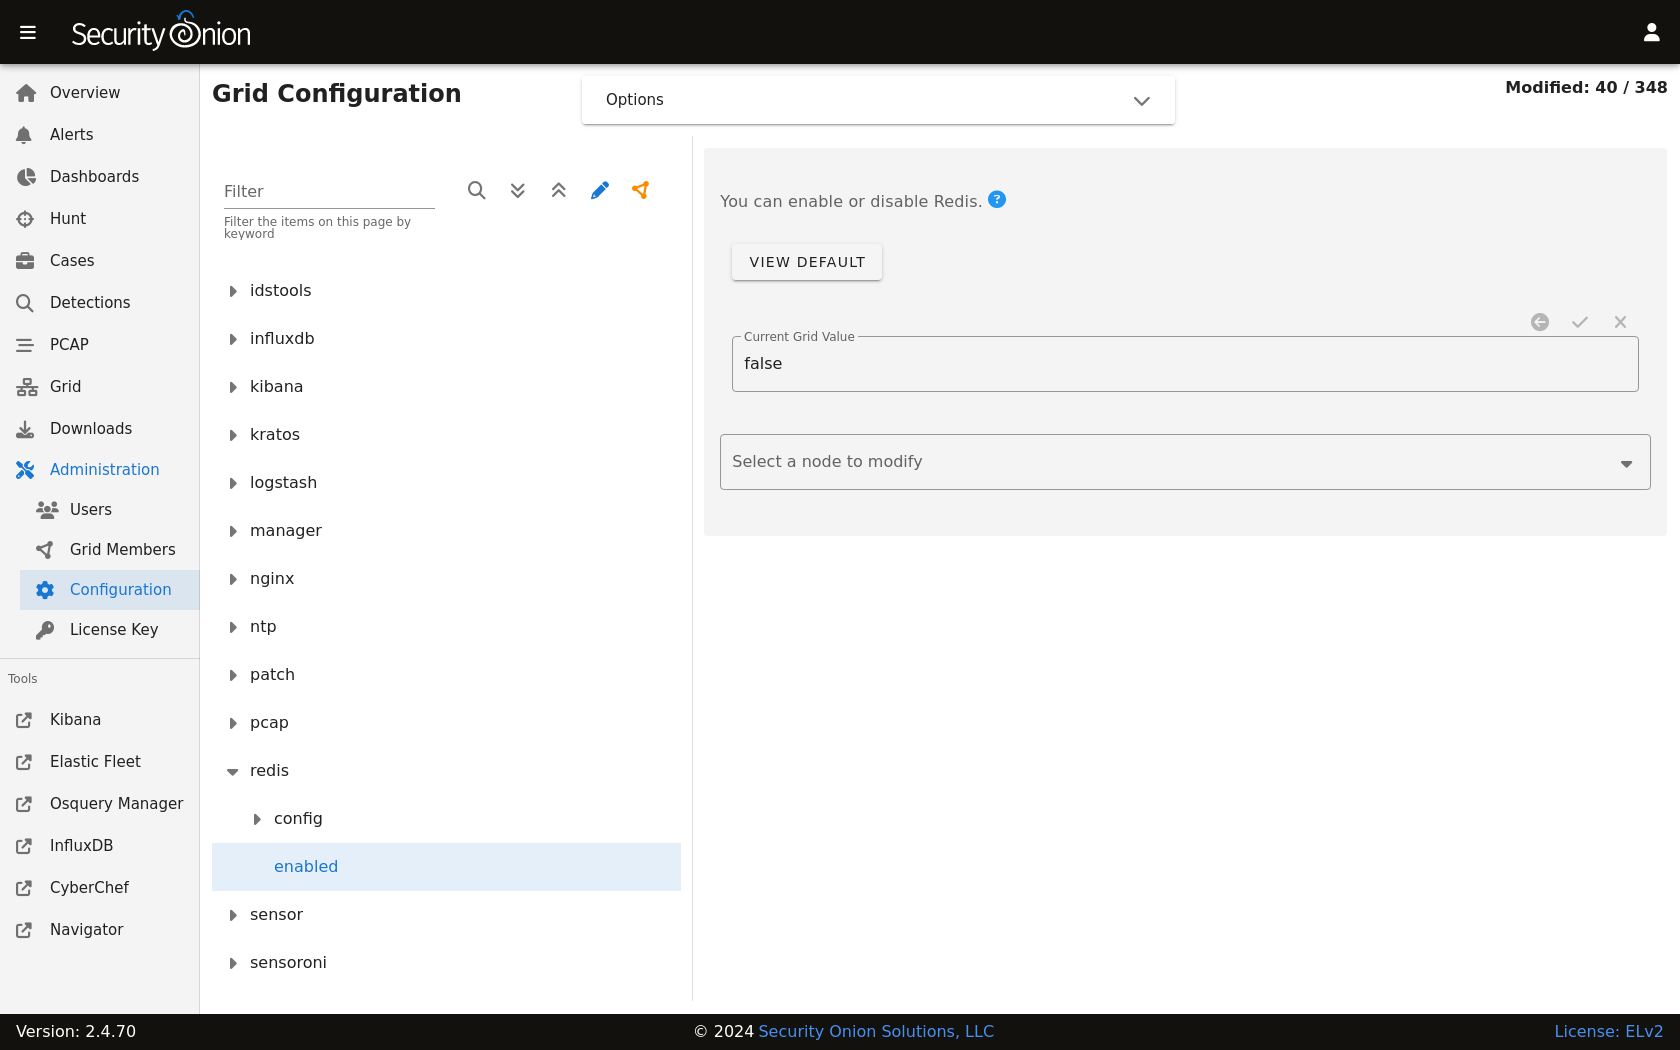 Security Onion
Overview
Alerts
Dashboards
Hunt
Cases
Detections
PCAP
Grid
Downloads
Administration
Users
Grid Members
Configuration
License Key
Tools
Kibana
Elastic Fleet
Osquery Manager
InfluxDB
CyberChef
Navigator
Grid Configuration
Options
Modified: 40 / 348
Filter
Filter the items on this page by
keyword
idstools
influxdb
kibana
kratos
logstash
manager
nginx
ntp
patch
pcap
redis
config
enabled
sensor
sensoroni
You can enable or disable Redis. ?
VIEW DEFAULT
Current Grid Value
false
Select a node to modify
Version: 2.4.70
© 2024 Security Onion Solutions, LLC
License: ELv2